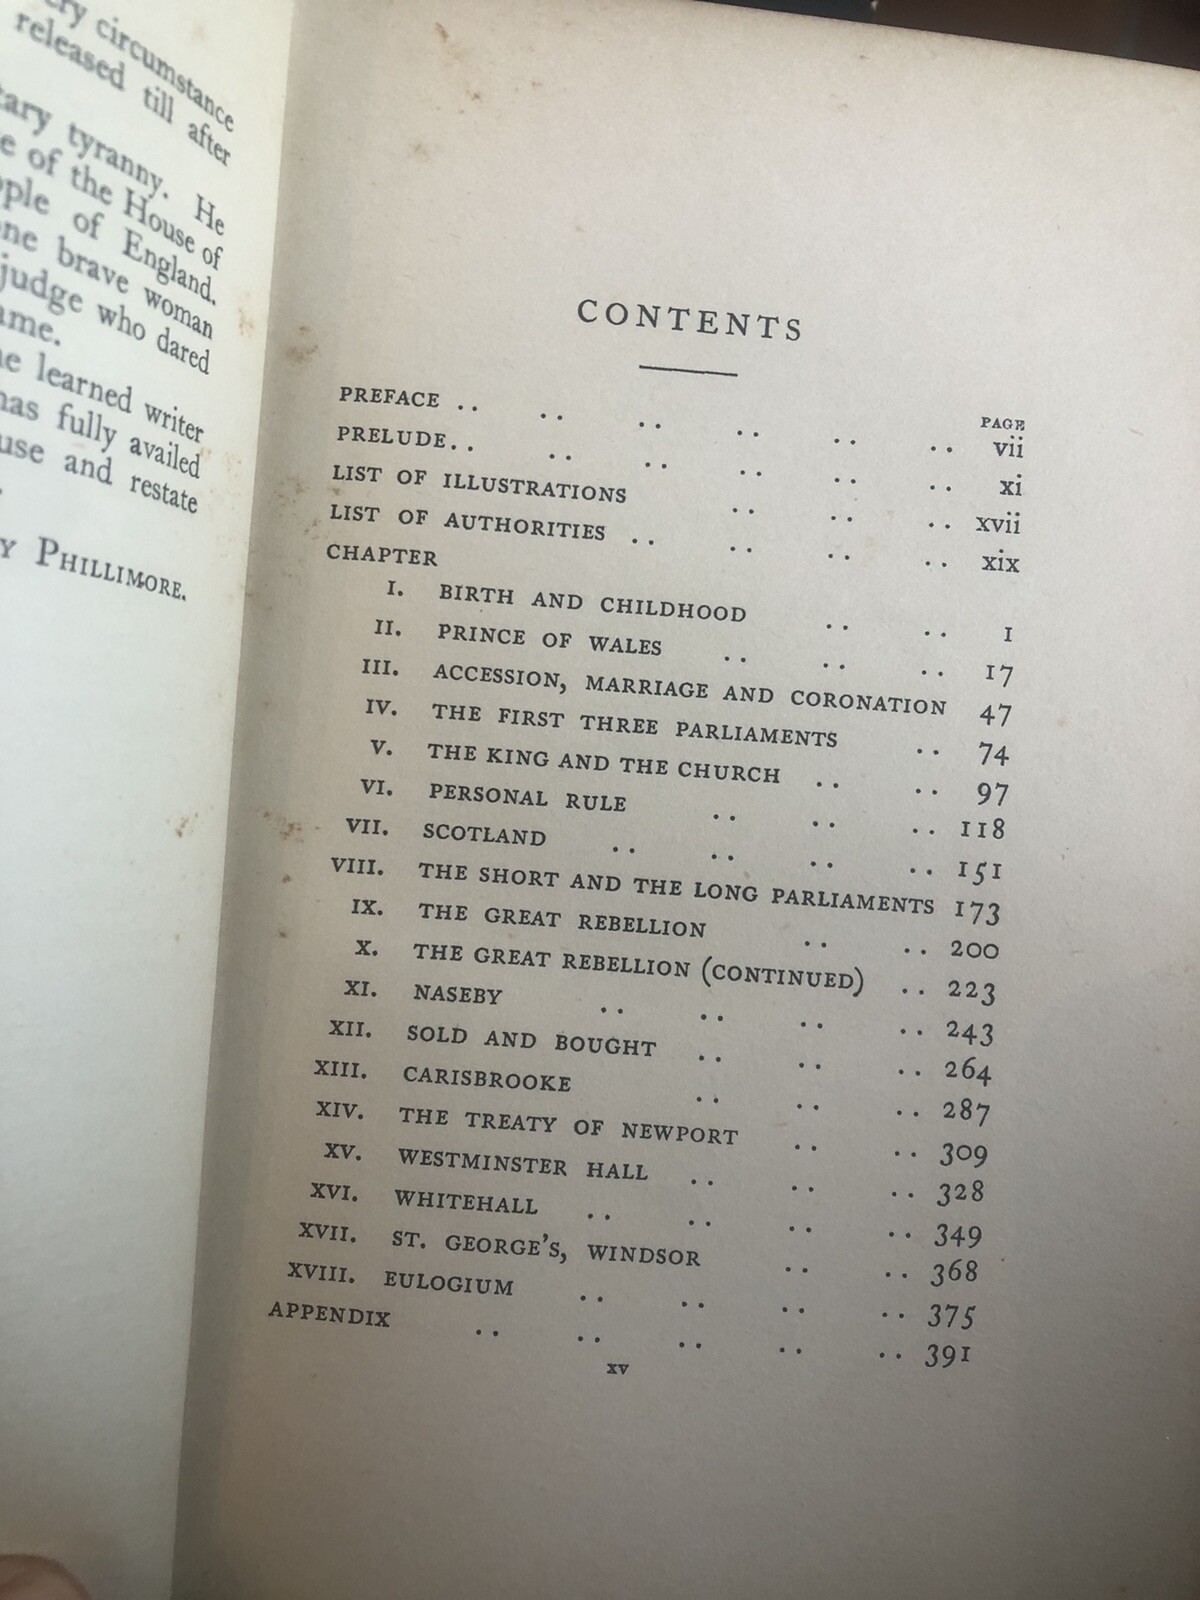 ery circumstance
released till after
tary tyranny. He
e of the House of
ople of England.
one brave woman
judge who dared
ame.
he learned writer
has fully availed
use and restate
Y PHILLIMORE.
CONTENTS
PAGE
PREFACE .. .. .. .. .. .. vii
PRELUDE.. .. .. .. .. .. xi
LIST OF ILLUSTRATIONS .. .. .. xvii
LIST OF AUTHORITIES .. .. .. .. xix
CHAPTER
I. BIRTH AND CHILDHOOD .. .. 1
II. PRINCE OF WALES .. .. .. 17
III. ACCESSION, MARRIAGE AND CORONATION 47
IV. THE FIRST THREE PARLIAMENTS .. 74
V. THE KING AND THE CHURCH .. .. 97
VI. PERSONAL RULE .. .. .. 118
VII. SCOTLAND .. .. .. .. 151
VIII. THE SHORT AND THE LONG PARLIAMENTS 173
IX. THE GREAT REBELLION .. .. 200
X. THE GREAT REBELLION (CONTINUED) .. 223
XI. NASEBY .. .. .. .. 243
XII. SOLD AND BOUGHT .. .. .. 264
XIII. CARISBROOKE .. .. .. 287
XIV. THE TREATY OF NEWPORT .. .. 309
XV. WESTMINSTER HALL .. .. .. 328
XVI. WHITEHALL .. .. .. .. 349
XVII. ST. GEORGE'S, WINDSOR .. .. 368
XVIII. EULOGIUM .. .. .. .. 375
APPENDIX .. .. .. .. .. 391
xv